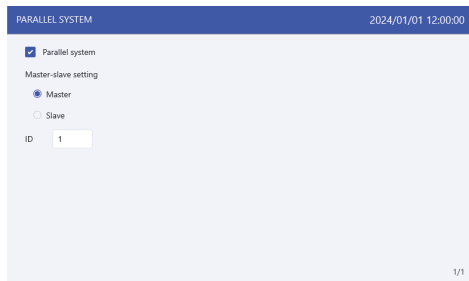 PARALLEL SYSTEM 2024/01/01 12:00:00
Parallel system
Master-slave setting
Master
Slave
ID 1
1/1